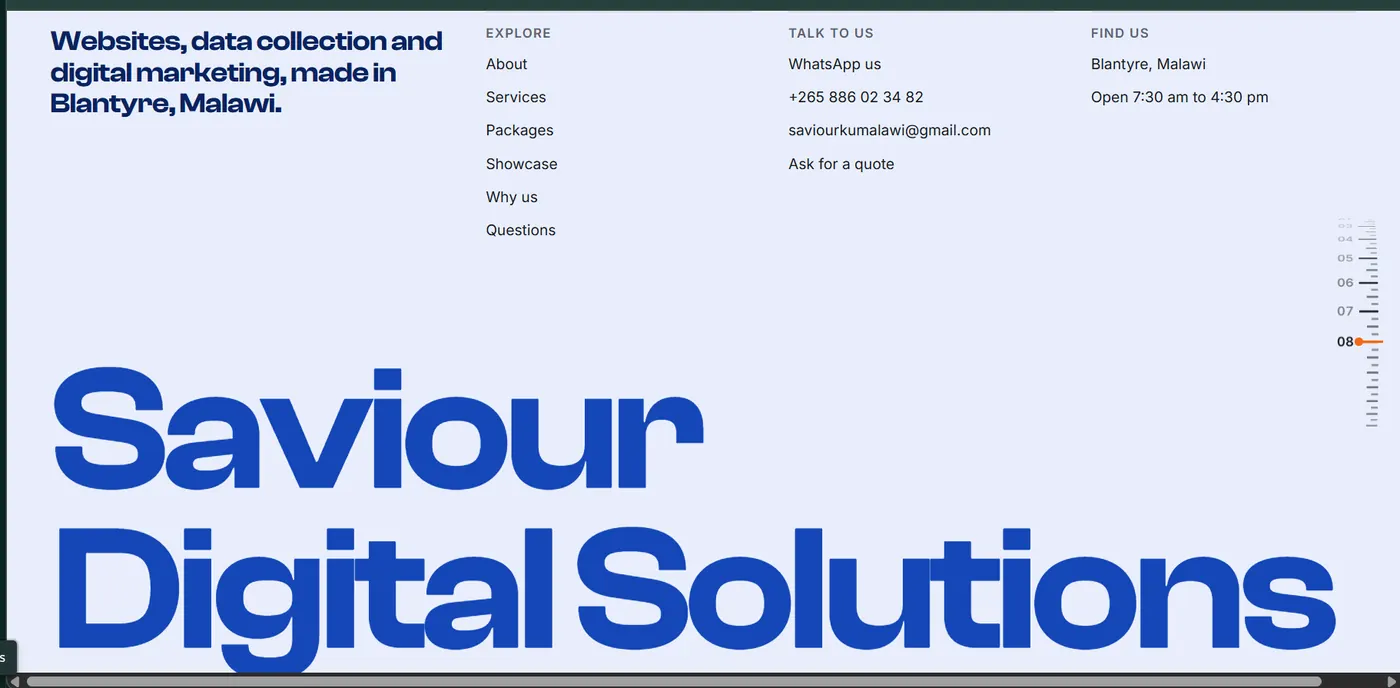 Websites, data collection and
digital marketing, made in
Blantyre, Malawi.
EXPLORE
About
Services
Packages
Showcase
Why us
Questions
TALK TO US
WhatsApp us
+265 886 02 34 82
saviourkumalawi@gmail.com
Ask for a quote
FIND US
Blantyre, Malawi
Open 7:30 am to 4:30 pm
03
04
05
06
07
08
Saviour
Digital Solutions
s